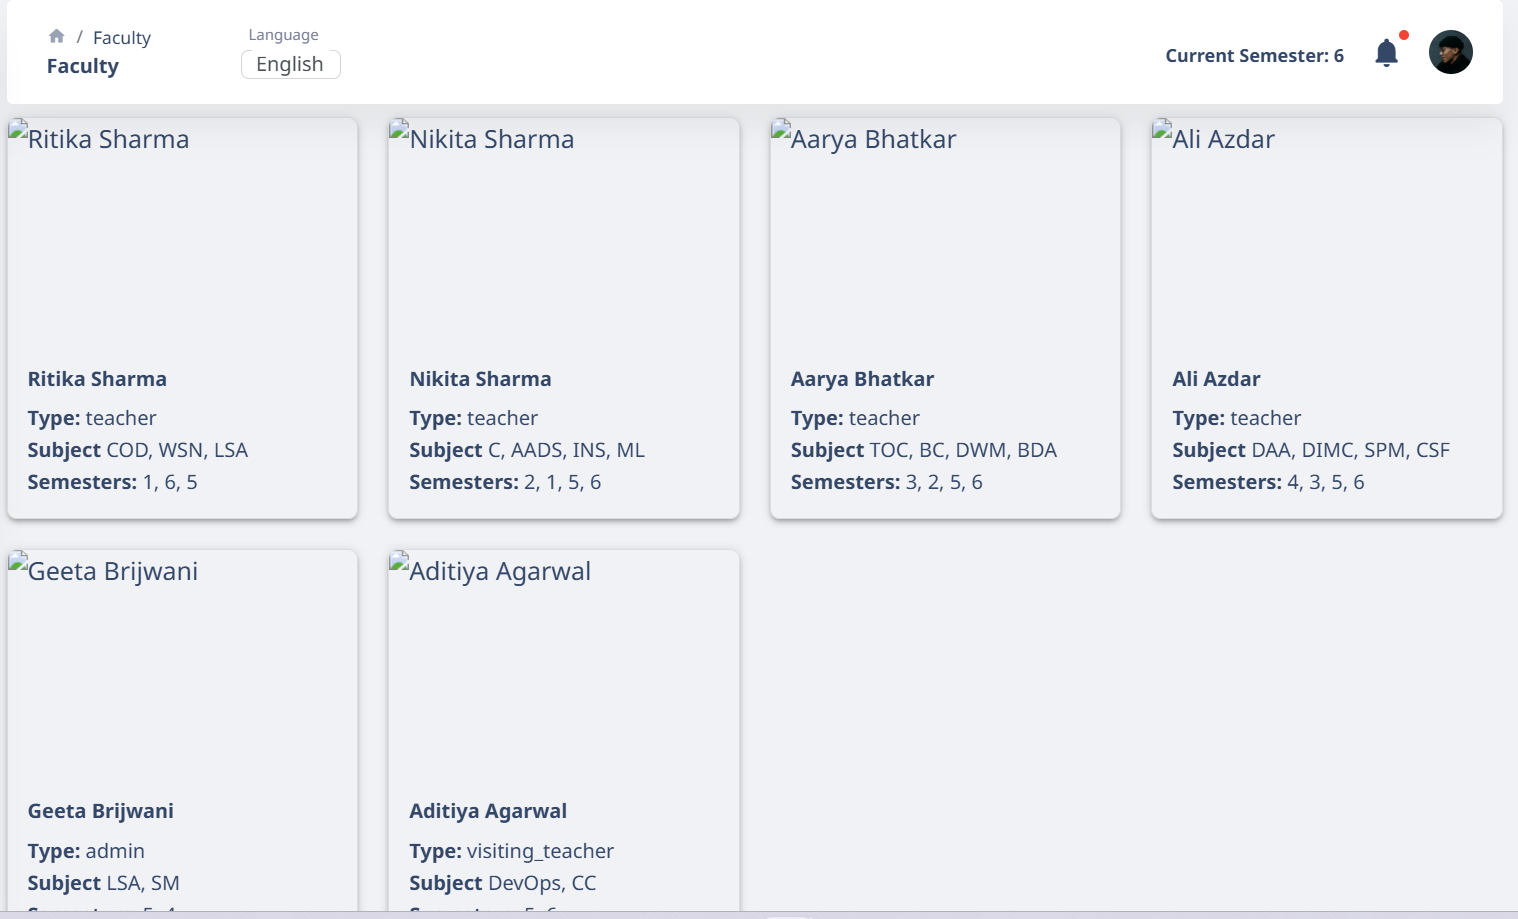 / Faculty
Faculty
Language
English
Current Semester: 6
Ritika Sharma
Nikita Sharma
Aarya Bhatkar
Ali Azdar
Ritika Sharma
Type: teacher
Subject COD, WSN, LSA
Semesters: 1, 6, 5
Nikita Sharma
Type: teacher
Subject C, AADS, INS, ML
Semesters: 2, 1, 5, 6
Aarya Bhatkar
Type: teacher
Subject TOC, BC, DWM, BDA
Semesters: 3, 2, 5, 6
Ali Azdar
Type: teacher
Subject DAA, DIMC, SPM, CSF
Semesters: 4, 3, 5, 6
Geeta Brijwani
Aditiya Agarwal
Geeta Brijwani
Type: admin
Subject LSA, SM
Aditiya Agarwal
Type: visiting_teacher
Subject DevOps, CC